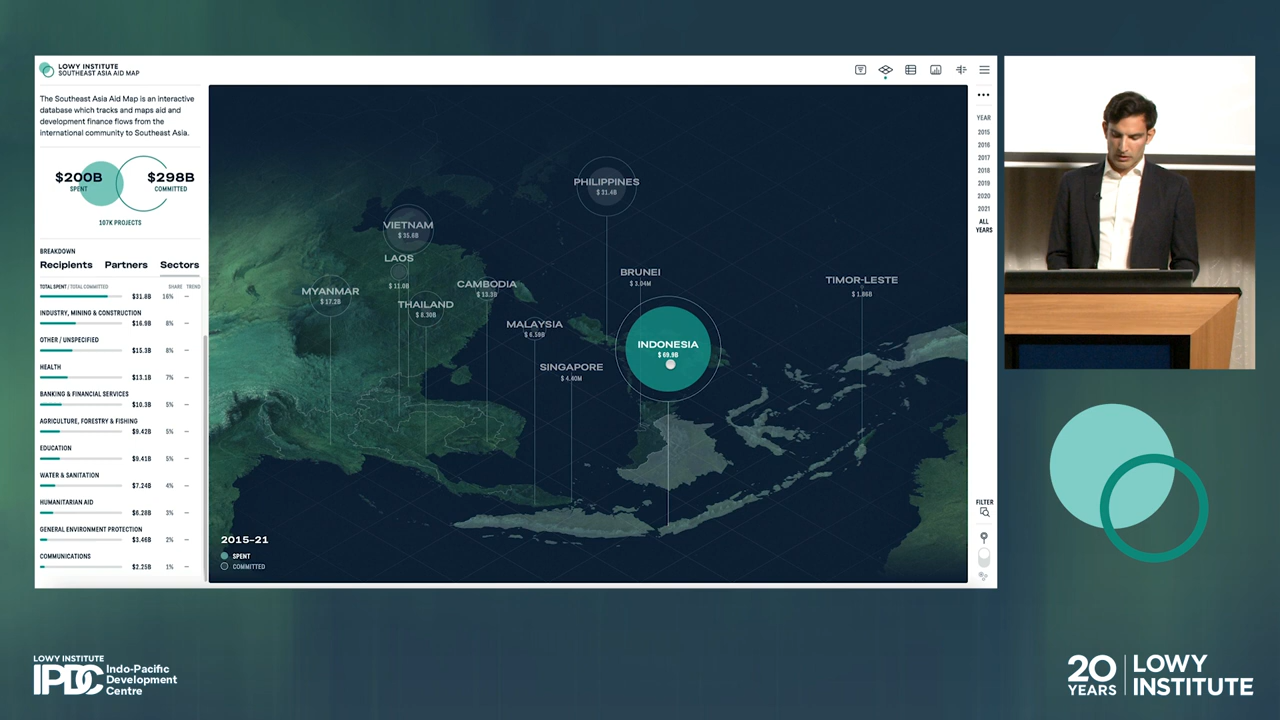 LOWY INSTITUTE
SOUTHEAST ASIA AID MAP
The Southeast Asia Aid Map is an interactive
database which tracks and maps aid and
development finance flows from the
international community to Southeast Asia.
$200B
SPENT
$298B
COMMITTED
107K PROJECTS
BREAKDOWN
Recipients Partners Sectors
TOTAL SPENT / TOTAL COMMITTED SHARE TREND
$31.8B 16% –
INDUSTRY, MINING & CONSTRUCTION
$16.9B 8% –
OTHER / UNSPECIFIED
$15.3B 8% –
HEALTH
$13.1B 7% –
BANKING & FINANCIAL SERVICES
$10.3B 5% –
AGRICULTURE, FORESTRY & FISHING
$9.42B 5% –
EDUCATION
$9.41B 5% –
WATER & SANITATION
$7.24B 4% –
HUMANITARIAN AID
$6.28B 3% –
GENERAL ENVIRONMENT PROTECTION
$3.46B 2% –
COMMUNICATIONS
$2.25B 1% –
PHILIPPINES
$ 31.4B
VIETNAM
$ 35.6B
LAOS
$ 11.0B
MYANMAR
$ 17.2B
CAMBODIA
$ 13.3B
THAILAND
$ 8.30B
MALAYSIA
$ 6.59B
SINGAPORE
$ 4.60M
BRUNEI
$ 3.04M
INDONESIA
$ 69.9B
TIMOR-LESTE
$ 1.86B
2015–21
SPENT
COMMITTED
YEAR
2015
2016
2017
2018
2019
2020
2021
ALL
YEARS
FILTER
LOWY INSTITUTE
IPDC
Indo-Pacific
Development
Centre
20
YEARS
LOWY
INSTITUTE